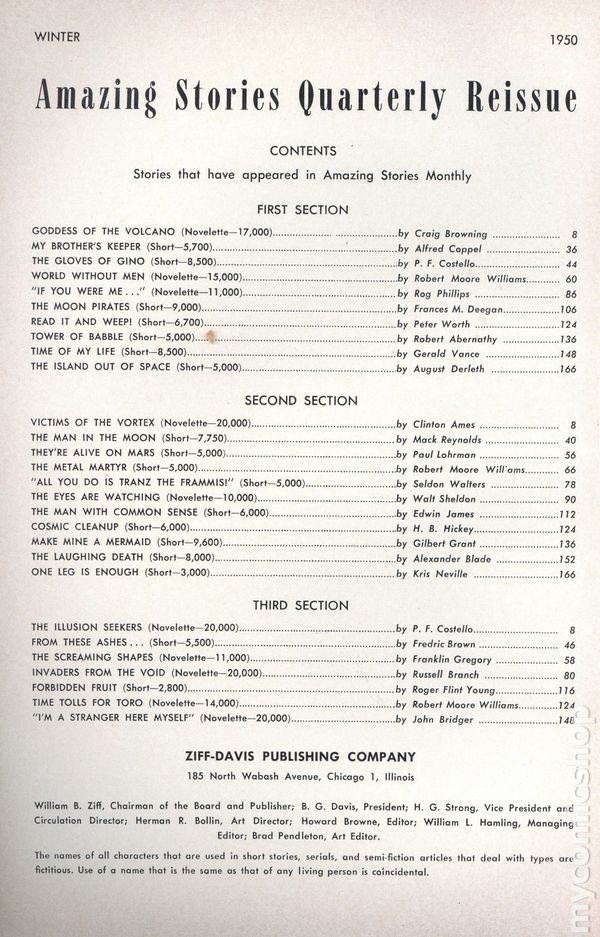 WINTER 1950
Amazing Stories Quarterly Reissue
CONTENTS
Stories that have appeared in Amazing Stories Monthly
FIRST SECTION
GODDESS OF THE VOLCANO (Novelette—17,000)..........by Craig Browning .......... 8
MY BROTHER'S KEEPER (Short—5,700)..........by Alfred Coppel .......... 36
THE GLOVES OF GINO (Short—8,500)..........by P. F. Costello.......... 44
WORLD WITHOUT MEN (Novelette—15,000)..........by Robert Moore Williams.......... 60
"IF YOU WERE ME..." (Novelette—11,000)..........by Rog Phillips .......... 86
THE MOON PIRATES (Short—9,000)..........by Frances M. Deegan..........106
READ IT AND WEEP! (Short—6,700)..........by Peter Worth ..........124
TOWER OF BABBLE (Short—5,000)..........by Robert Abernathy ..........136
TIME OF MY LIFE (Short—8,500)..........by Gerald Vance ..........148
THE ISLAND OUT OF SPACE (Short—5,000)..........by August Derleth ..........166
SECOND SECTION
VICTIMS OF THE VORTEX (Novelette—20,000)..........by Clinton Ames .......... 8
THE MAN IN THE MOON (Short—7,750)..........by Mack Reynolds .......... 40
THEY'RE ALIVE ON MARS (Short—5,000)..........by Paul Lohrman .......... 56
THE METAL MARTYR (Short—5,000)..........by Robert Moore Williams.......... 66
"ALL YOU DO IS TRANZ THE FRAMMIS!" (Short—5,000)..........by Seldon Walters .......... 78
THE EYES ARE WATCHING (Novelette—10,000)..........by Walt Sheldon .......... 90
THE MAN WITH COMMON SENSE (Short—6,000)..........by Edwin James ..........112
COSMIC CLEANUP (Short—6,000)..........by H. B. Hickey..........124
MAKE MINE A MERMAID (Short—9,600)..........by Gilbert Grant ..........136
THE LAUGHING DEATH (Short—8,000)..........by Alexander Blade ..........152
ONE LEG IS ENOUGH (Short—3,000)..........by Kris Neville ..........166
THIRD SECTION
THE ILLUSION SEEKERS (Novelette—20,000)..........by P. F. Costello.......... 8
FROM THESE ASHES... (Short—5,500)..........by Fredric Brown .......... 46
THE SCREAMING SHAPES (Novelette—11,000)..........by Franklin Gregory .......... 58
INVADERS FROM THE VOID (Novelette—20,000)..........by Russell Branch .......... 80
FORBIDDEN FRUIT (Short—2,800)..........by Roger Flint Young..........116
TIME TOLLS FOR TORO (Novelette—14,000)..........by Robert Moore Williams..........124
"I'M A STRANGER HERE MYSELF" (Novelette—20,000)..........by John Bridger ..........148
ZIFF-DAVIS PUBLISHING COMPANY
185 North Wabash Avenue, Chicago 1, Illinois
William B. Ziff, Chairman of the Board and Publisher; B. G. Davis, President; H. G. Strong, Vice President and
Circulation Director; Herman R. Bollin, Art Director; Howard Browne, Editor; William L. Hamling, Managing
Editor; Brad Pendleton, Art Editor.
The names of all characters that are used in short stories, serials, and semi-fiction articles that deal with types are
fictitious. Use of a name that is the same as that of any living person is coincidental.
mycomicshop